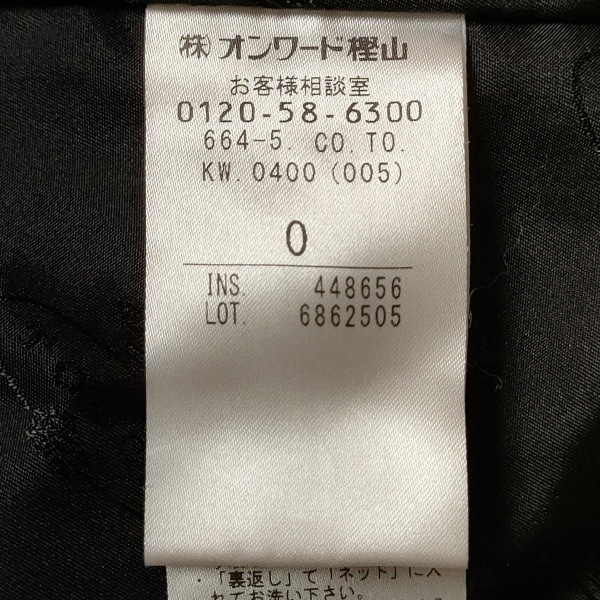 (株)オンワード樫山
お客様相談室
0120-58-6300
664-5. CO.TO.
KW.0400(005)
0
INS. 448656
LOT. 6862505
・「裏返し」で「ネット」に入
れてお洗い下さい。